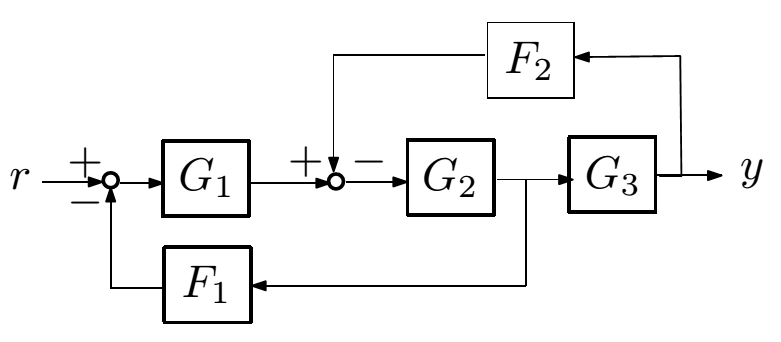 F₂
r + − G₁ + − G₂ G₃ y
F₁